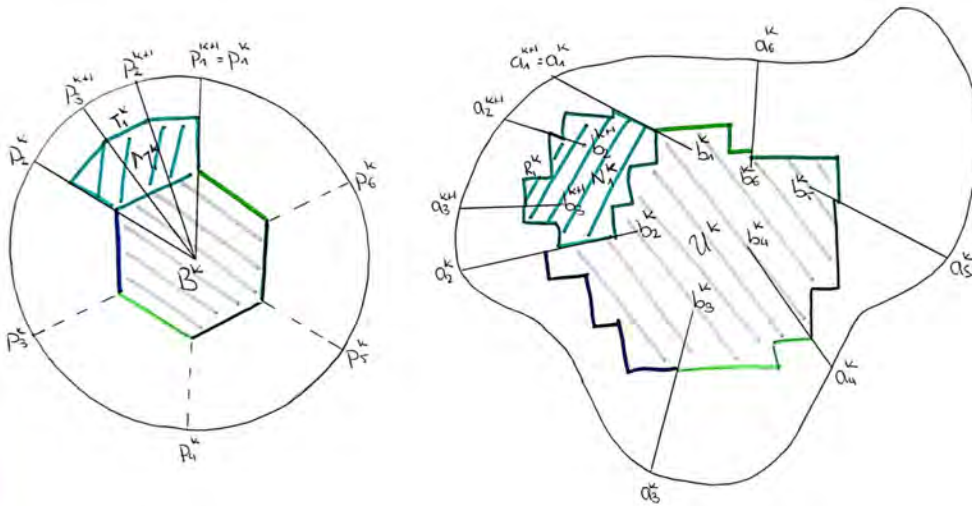 p₁ᵏ⁺¹ = p₁ᵏ
p₂ᵏ⁺¹
p₃ᵏ⁺¹
p₂ᵏ
T₁ᵏ
Mᵏ
Bᵏ
p₆ᵏ
p₃ᵏ
p₅ᵏ
p₄ᵏ
a₆ᵏ
a₁ᵏ⁺¹ = a₁ᵏ
a₂ᵏ⁺¹
b₂ᵏ⁺¹
b₁ᵏ
b₆ᵏ
R₁ᵏ
N₁ᵏ
b₅ᵏ
a₃ᵏ⁺¹
b₃ᵏ⁺¹
b₂ᵏ
Uᵏ
b₄ᵏ
a₂ᵏ
a₅ᵏ
b₃ᵏ
a₄ᵏ
a₃ᵏ